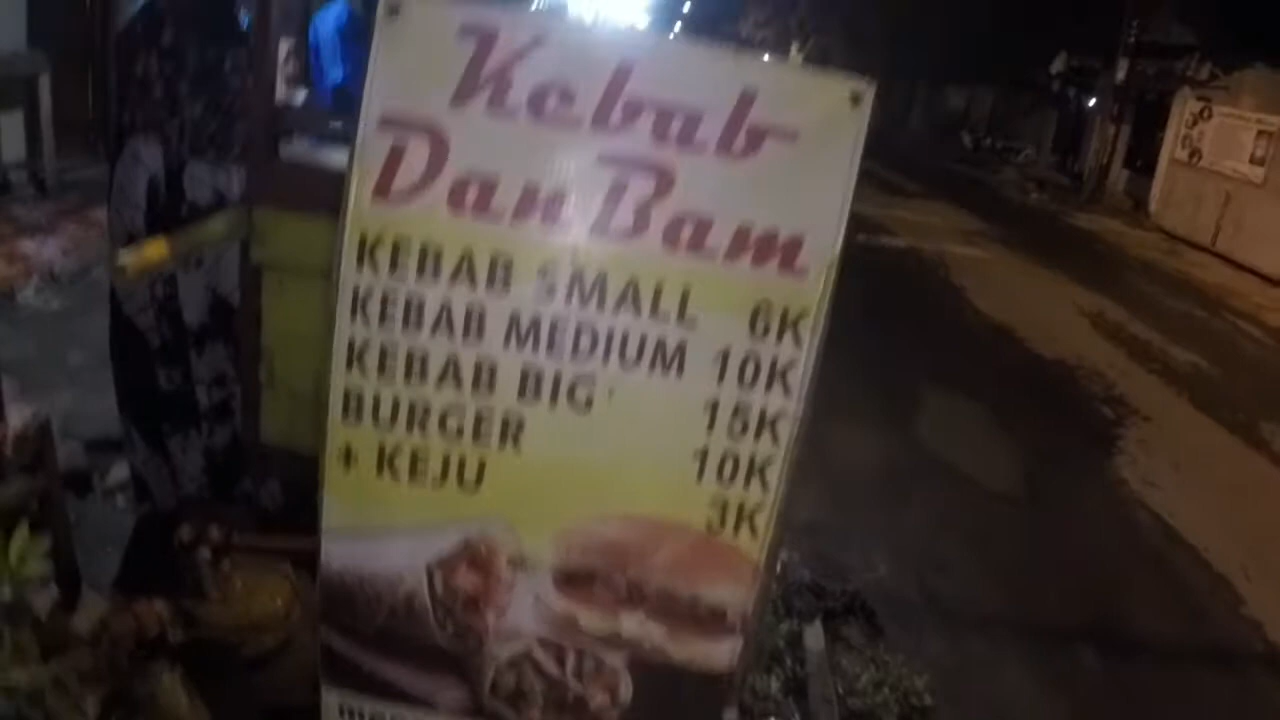 Kebab
Dan Bam
KEBAB SMALL 6K
KEBAB MEDIUM 10K
KEBAB BIG 15K
BURGER 10K
+ KEJU 3K